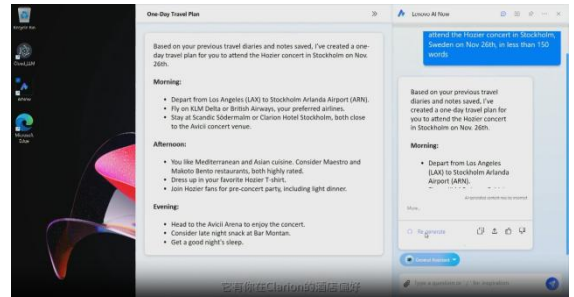 One-Day Travel Plan
Based on your previous travel diaries and notes saved, I've created a one-
day travel plan for you to attend the Hozier concert in Stockholm on Nov
26th.
Morning:
Depart from Los Angeles (LAX) to Stockholm Arlanda Airport (ARN).
Fly on KLM Delta or British Airways, your preferred airlines.
Stay at Scandic Södermalm or Clarion Hotel Stockholm, both close
to the Avicii concert venue.
Afternoon:
You like Mediterranean and Asian cuisine. Consider Maestro and
Makoto Bento restaurants, both highly rated.
Dress up in your favorite Hozier T-shirt.
Join Hozier fans for pre-concert party, including light dinner.
Evening:
Head to the Avicii Arena to enjoy the concert.
Consider late night snack at Bar Montan.
Get a good night's sleep.
Lenovo AI Now
attend the Hozier concert in Stockholm,
Sweden on Nov 26th, in less than 150
words
Based on your previous travel
diaries and notes saved, I've
created a one-day travel plan for
you to attend the Hozier concert
in Stockholm on Nov 26th.
Morning:
Depart from Los Angeles
(LAX) to Stockholm Arlanda
Airport (ARN).
More..
Re-generate
General Assistant
Microsoft
Edge
它有你在Clarion的酒店偏好